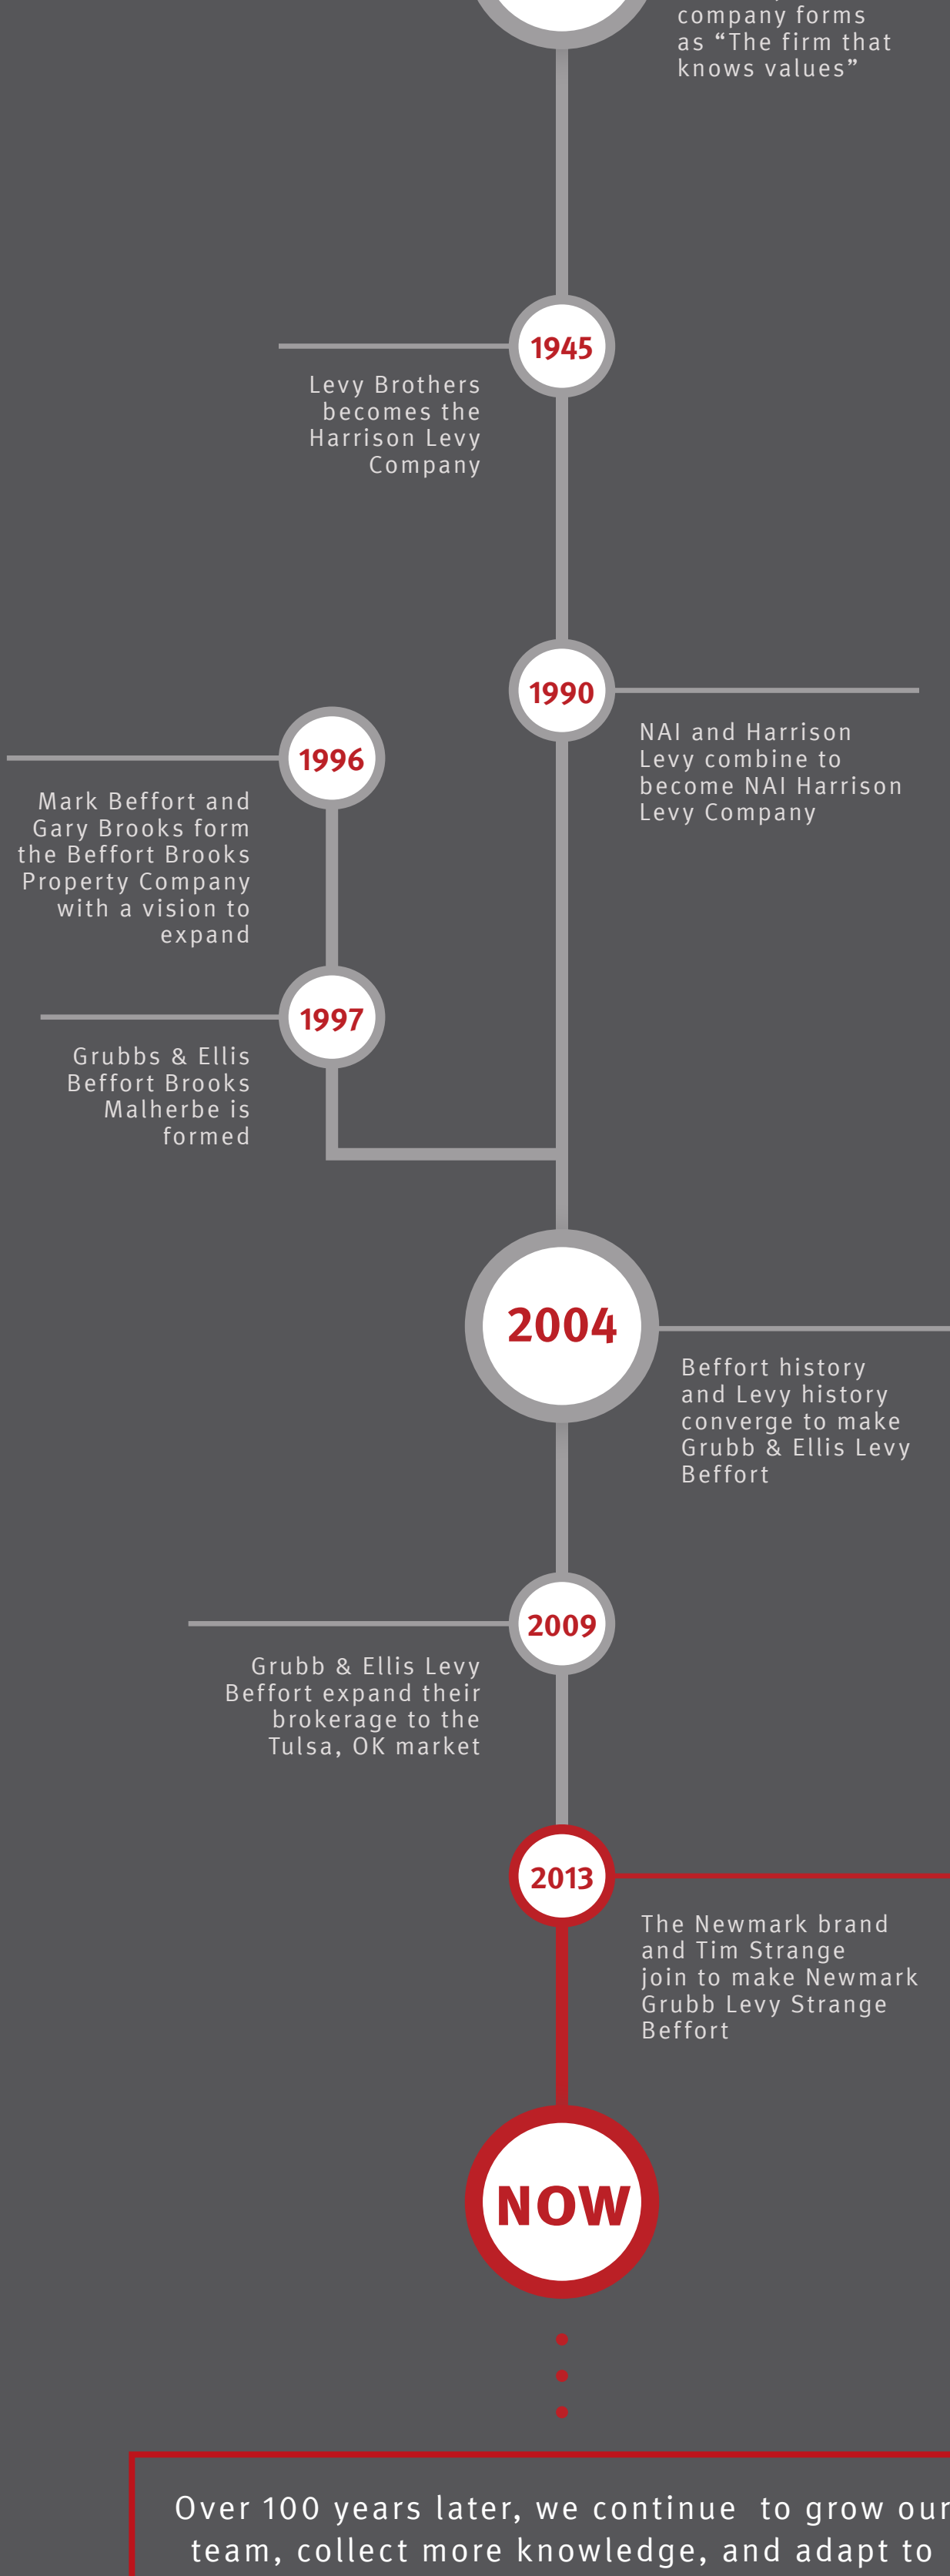 company forms
as “The firm that
knows values”
1945
Levy Brothers
becomes the
Harrison Levy
Company
1990
NAI and Harrison
Levy combine to
become NAI Harrison
Levy Company
1996
Mark Beffort and
Gary Brooks form
the Beffort Brooks
Property Company
with a vision to
expand
1997
Grubbs & Ellis
Beffort Brooks
Malherbe is
formed
2004
Beffort history
and Levy history
converge to make
Grubb & Ellis Levy
Beffort
2009
Grubb & Ellis Levy
Beffort expand their
brokerage to the
Tulsa, OK market
2013
The Newmark brand
and Tim Strange
join to make Newmark
Grubb Levy Strange
Beffort
NOW
Over 100 years later, we continue to grow our
team, collect more knowledge, and adapt to